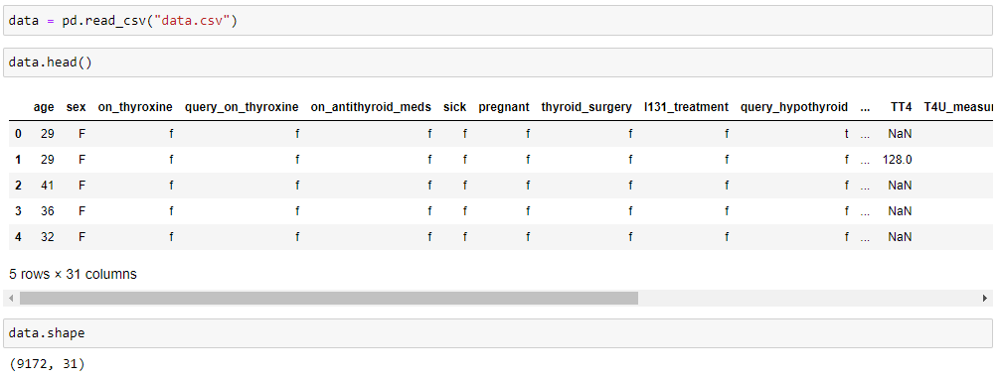 data = pd.read_csv("data.csv")
data.head()
age sex on_thyroxine query_on_thyroxine on_antithyroid_meds sick pregnant thyroid_surgery I131_treatment query_hypothyroid ... TT4 T4U_measur
0 29 F f f f f f f f t ... NaN
1 29 F f f f f f f f f ... 128.0
2 41 F f f f f f f f f ... NaN
3 36 F f f f f f f f f ... NaN
4 32 F f f f f f f f f ... NaN
5 rows × 31 columns
data.shape
(9172, 31)